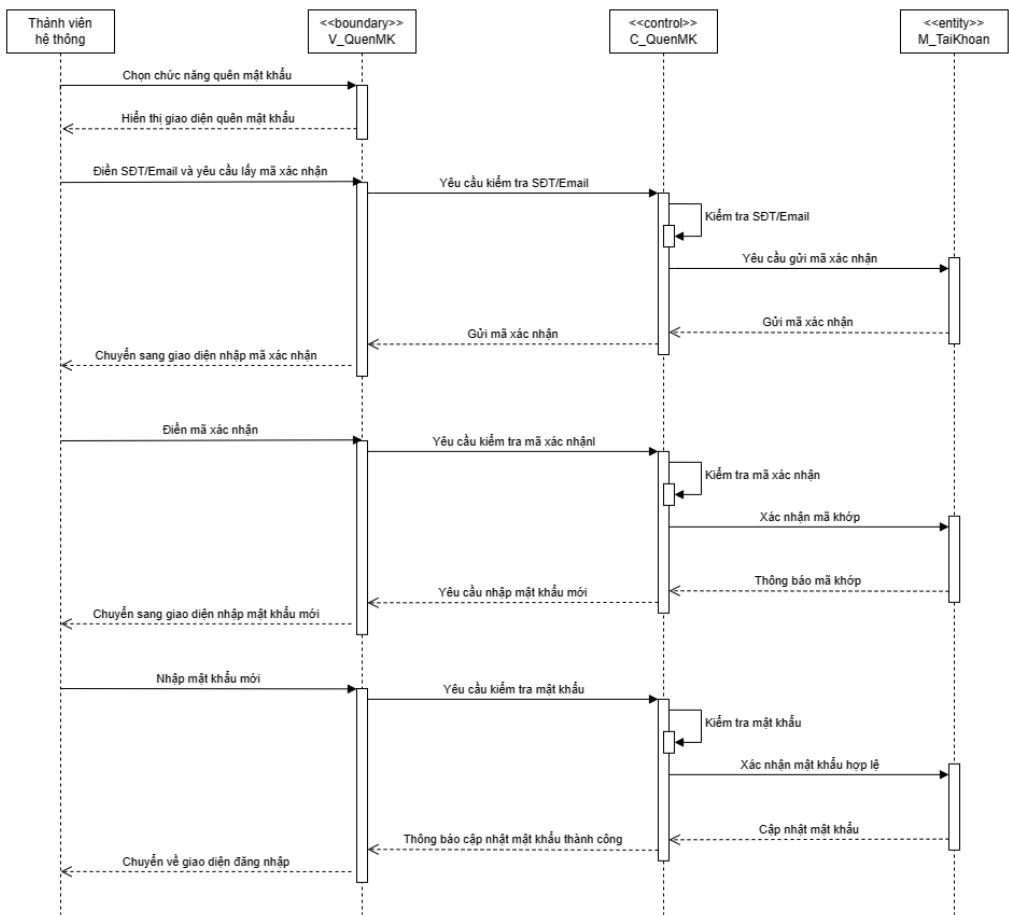 Thành viên
hệ thông
<<boundary>>
V_QuenMK
<<control>>
C_QuenMK
<<entity>>
M_TaiKhoan
Chọn chức năng quên mật khẩu
Hiển thị giao diện quên mật khẩu
Điền SĐT/Email và yêu cầu lấy mã xác nhận
Yêu cầu kiểm tra SĐT/Email
Kiểm tra SĐT/Email
Yêu cầu gửi mã xác nhận
Gửi mã xác nhận
Gửi mã xác nhận
Chuyển sang giao diện nhập mã xác nhận
Điền mã xác nhận
Yêu cầu kiểm tra mã xác nhậnl
Kiểm tra mã xác nhận
Xác nhận mã khớp
Thông báo mã khớp
Yêu cầu nhập mật khẩu mới
Chuyển sang giao diện nhập mật khẩu mới
Nhập mật khẩu mới
Yêu cầu kiểm tra mật khẩu
Kiểm tra mật khẩu
Xác nhận mật khẩu hợp lệ
Cập nhật mật khẩu
Thông báo cập nhật mật khẩu thành công
Chuyển về giao diện đăng nhập